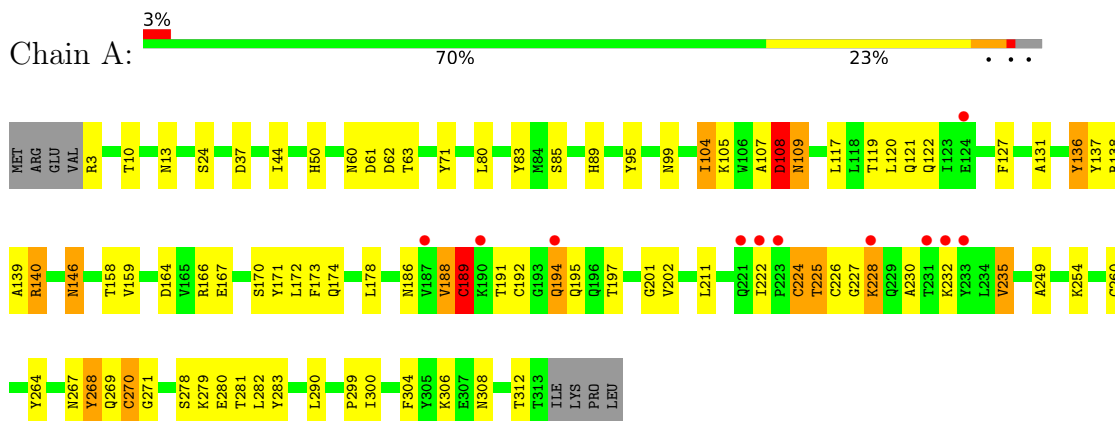 3%
Chain A:
70% 23% . . .
MET ARG GLU VAL R3 T10 N13 S24 D37 I44 H50 N60 D61 D62 T63 Y71 L80 Y83 M84 S85 H89 Y95 N99 I104 K105 W106 A107 D108 N109 L117 L118 T119 L120 Q121 Q122 I123 E124 F127 A131 Y136 Y137 R138
A139 R140 N146 T158 V159 D164 V165 R166 E167 S170 Y171 L172 F173 Q174 L178 N186 V187 V188 C189 K190 T191 C192 G193 Q194 Q195 Q196 T197 G201 V202 L211 Q221 I222 P223 C224 T225 C226 G227 K228 Q229 A230 T231 K232 Y233 L234 V235 A249 K254 C260
Y264 N267 Y268 Q269 C270 G271 S278 K279 E280 T281 L282 Y283 L290 P299 I300 F304 Y305 K306 E307 N308 T312 T313 ILE LYS PRO LEU